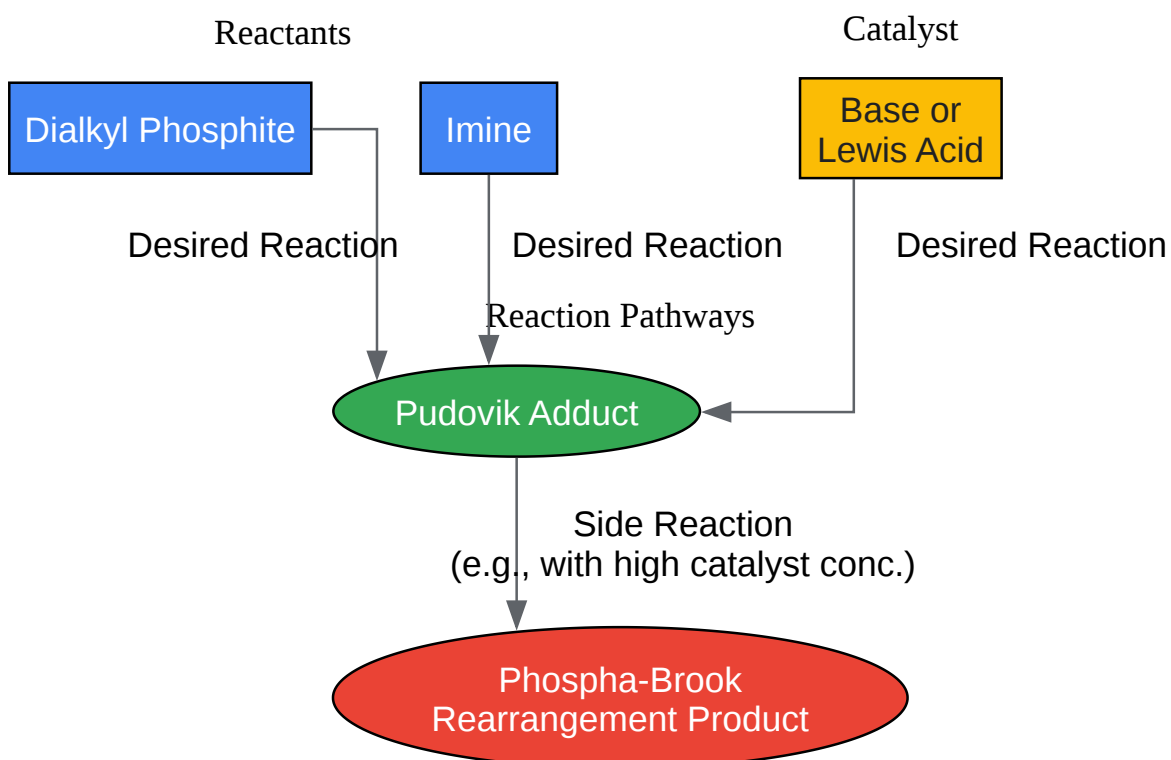 Reactants
Catalyst
Dialkyl Phosphite
Imine
Base or
Lewis Acid
Desired Reaction
Desired Reaction
Desired Reaction
Reaction Pathways
Pudovik Adduct
Side Reaction
(e.g., with high catalyst conc.)
Phospha-Brook
Rearrangement Product